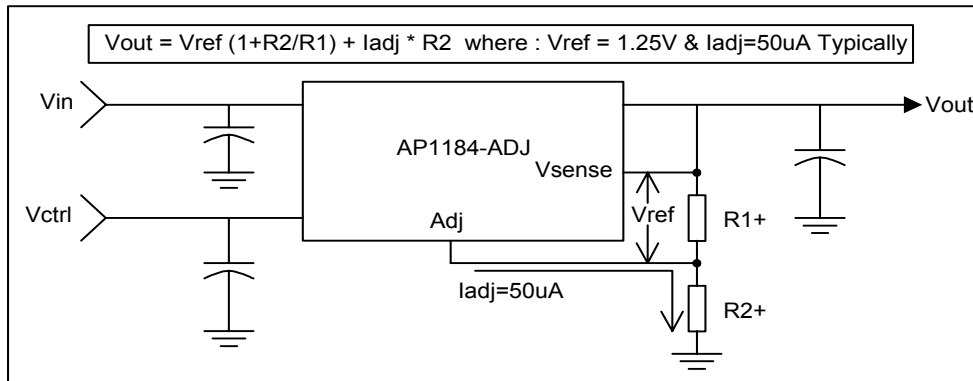 Vout = Vref (1+R2/R1) + Iadj * R2 where : Vref = 1.25V & Iadj=50uA Typically
Vin
Vout
AP1184-ADJ
Vsense
Vctrl
Adj
Vref
R1+
Iadj=50uA
R2+